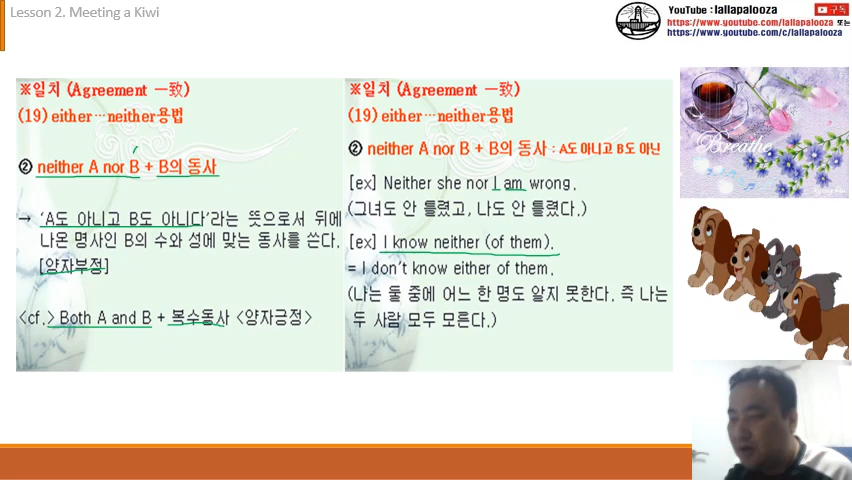 Lesson 2. Meeting a Kiwi
YouTube : lallapalooza
구독
https://www.youtube.com/lallapalooza 또는
https://www.youtube.com/c/lallapalooza
※일치 (Agreement 一致)
(19) either…neither용법
② neither A nor B + B의 동사
→ ‘A도 아니고 B도 아니다’라는 뜻으로서 뒤에
나온 명사인 B의 수와 성에 맞는 동사를 쓴다.
[양자부정]
<cf.> Both A and B + 복수동사 <양자긍정>
※일치 (Agreement 一致)
(19) either…neither용법
② neither A nor B + B의 동사 : A도 아니고 B도 아닌
[ex] Neither she nor I am wrong.
(그녀도 안 틀렸고, 나도 안 틀렸다.)
[ex] I know neither (of them).
= I don't know either of them.
(나는 둘 중에 어느 한 명도 알지 못한다. 즉 나는
두 사람 모두 모른다.)
Breathe